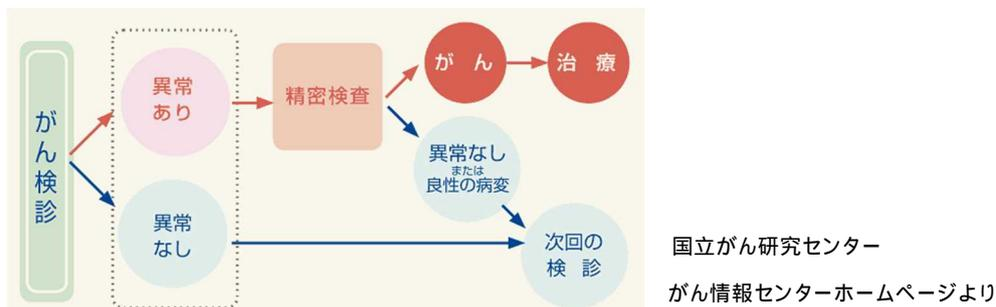 がん検診
異常
あり
異常
なし
精密検査
がん
治療
異常なし
または
良性の病変
次回の
検診
国立がん研究センター
がん情報センターホームページより